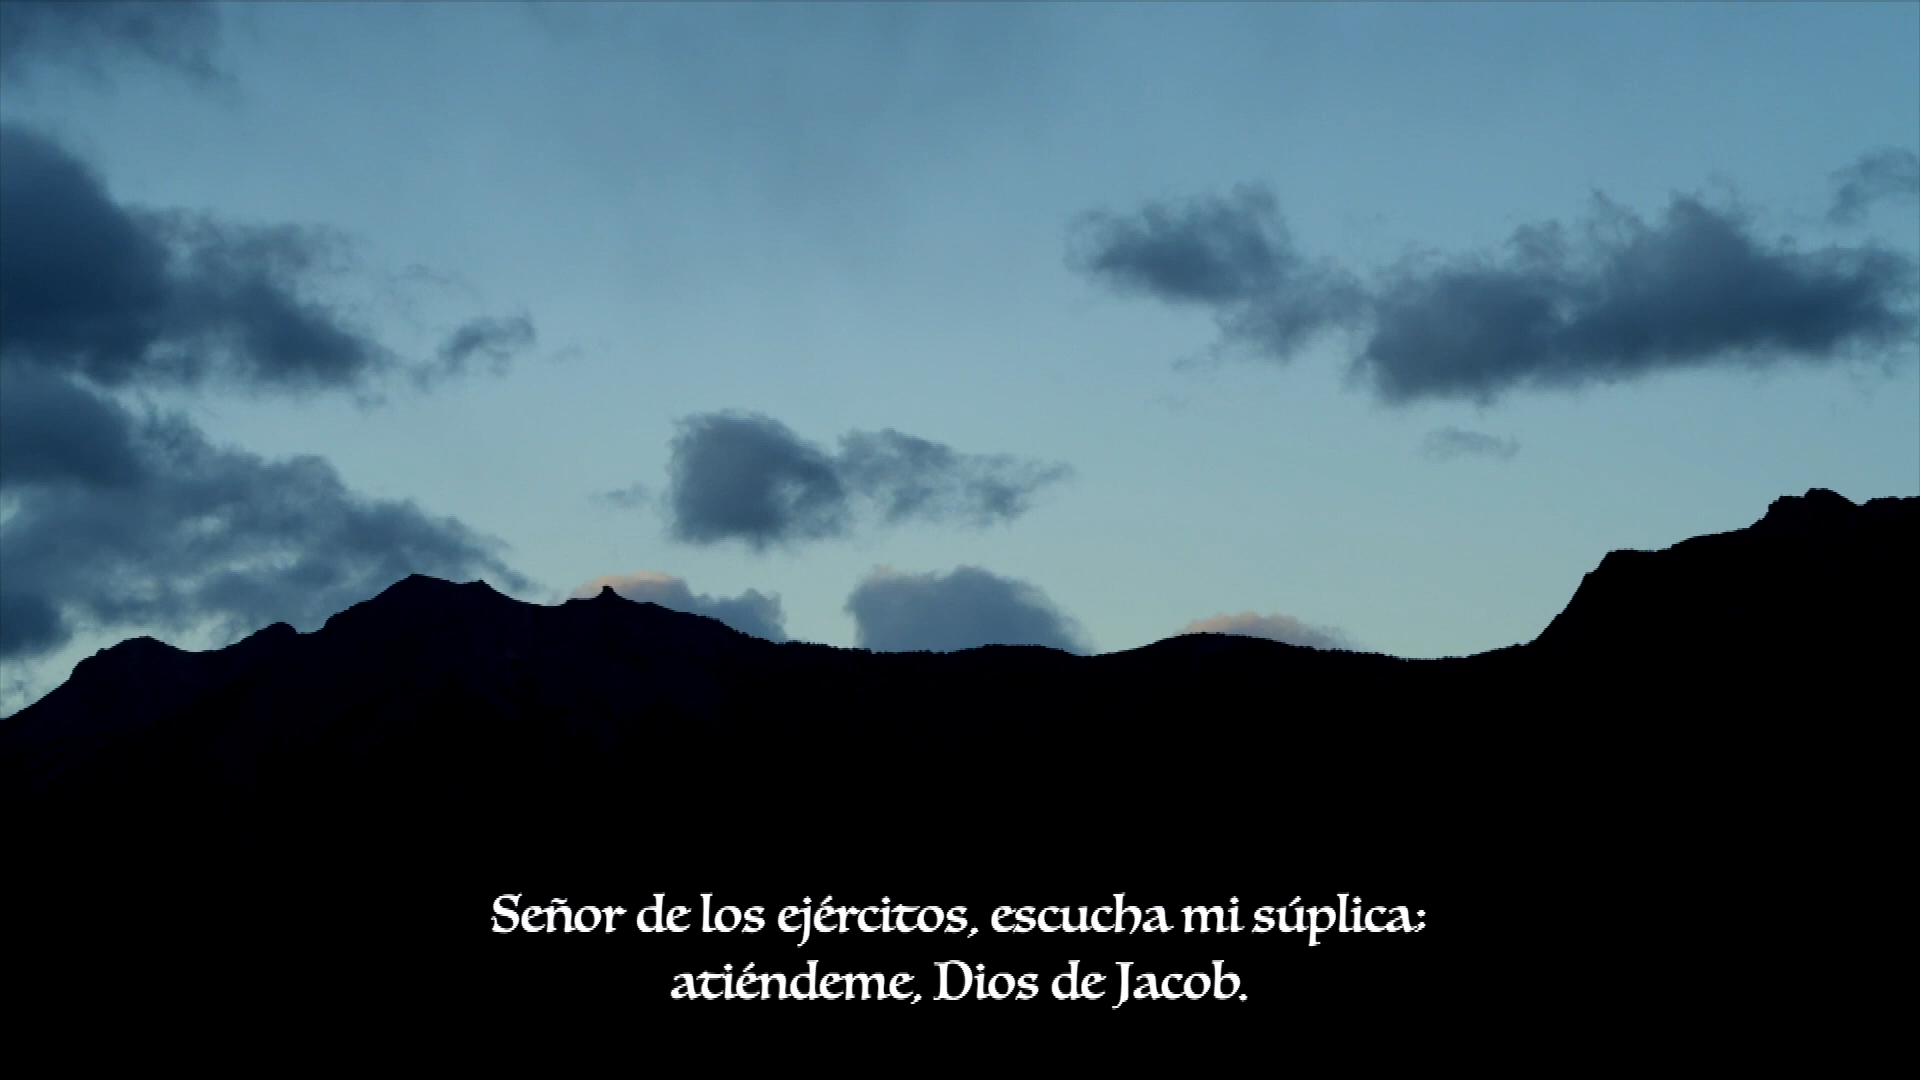 Señor de los ejércitos, escucha mi súplica;
atiéndeme, Dios de Jacob.